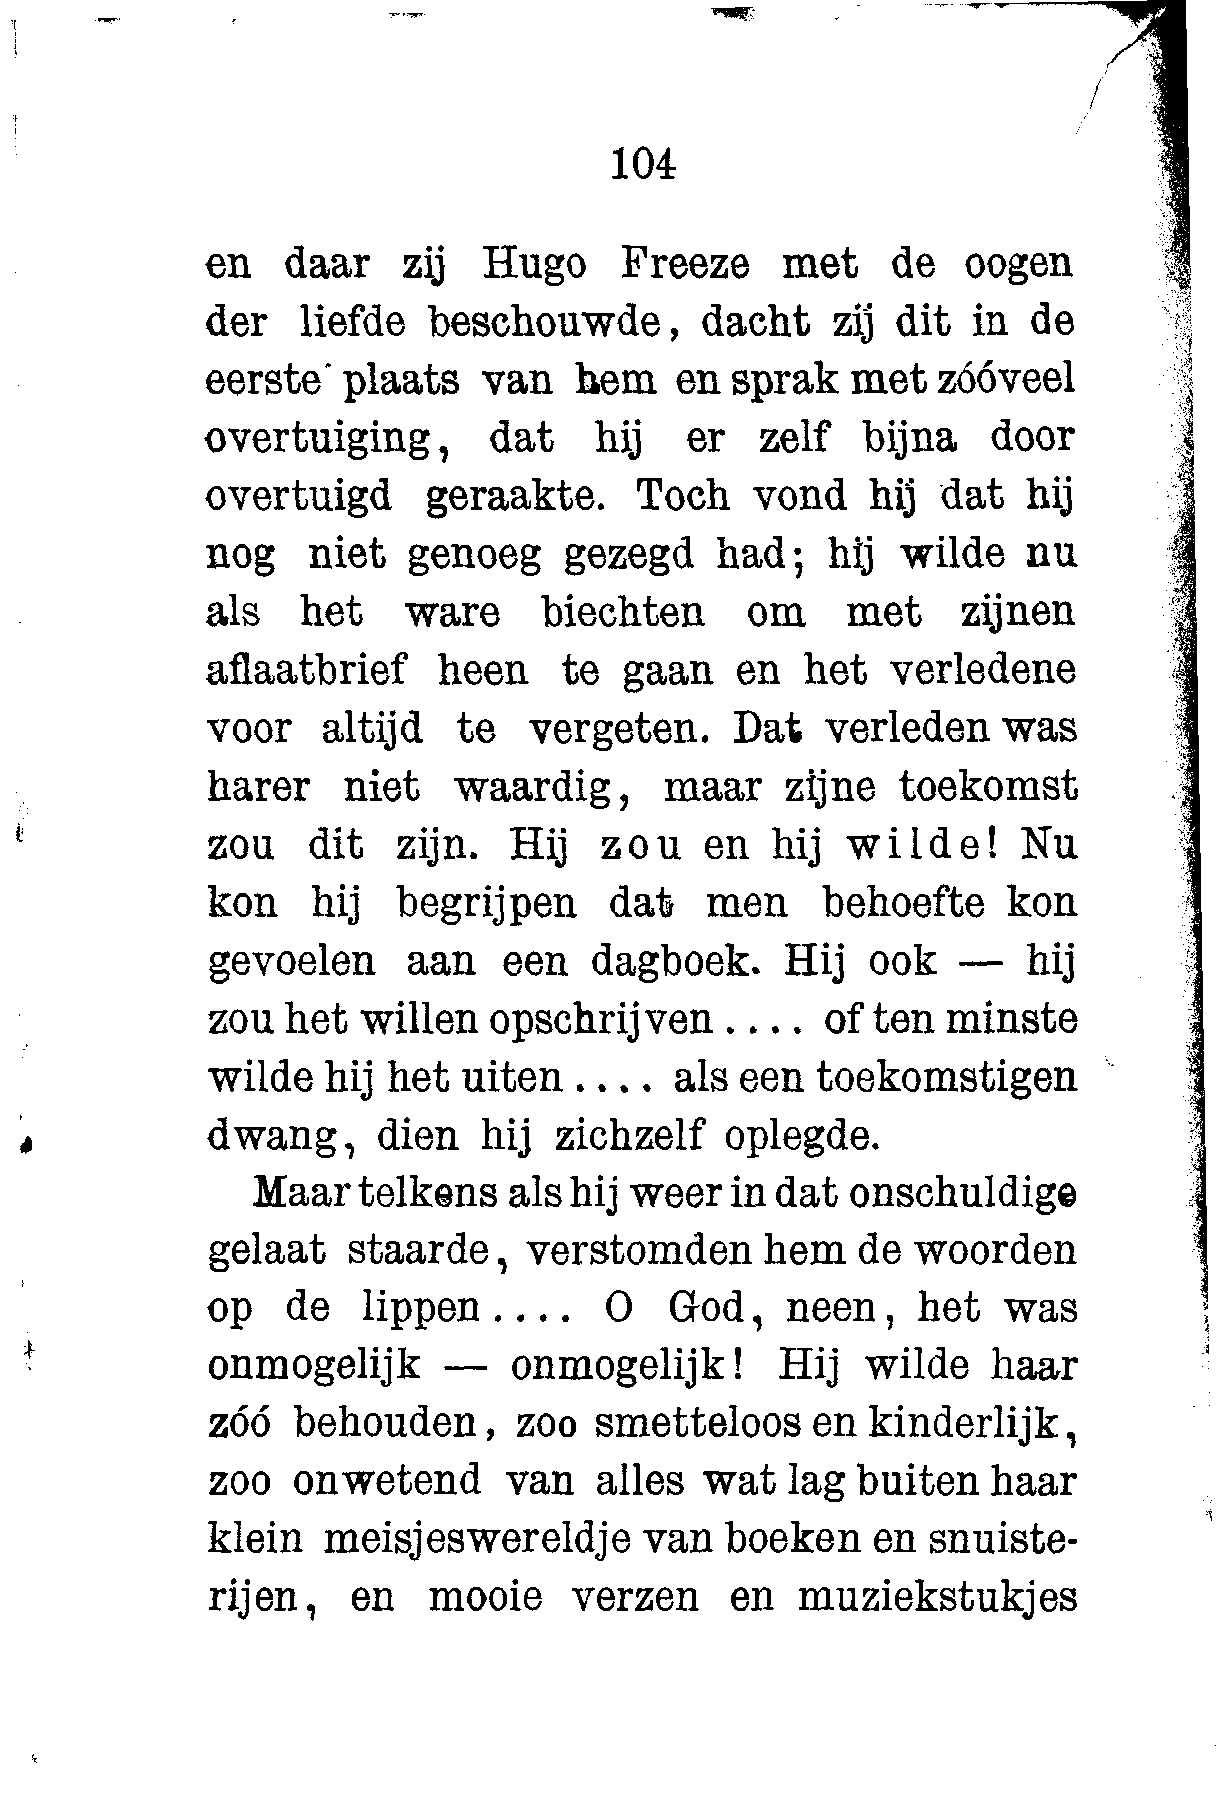 104
en daar zij Hugo Freeze met de oogen
der liefde beschouwde, dacht zij dit in de
eerste plaats van hem en sprak met zóóveel
overtuiging, dat hij er zelf bijna door
overtuigd geraakte. Toch vond hij dat hij
nog niet genoeg gezegd had; hij wilde nu
als het ware biechten om met zijnen
aflaatbrief heen te gaan en het verledene
voor altijd te vergeten. Dat verleden was
harer niet waardig, maar zijne toekomst
zou dit zijn. Hij zou en hij wilde! Nu
kon hij begrijpen dat men behoefte kon
gevoelen aan een dagboek. Hij ook — hij
zou het willen opschrijven .... of ten minste
wilde hij het uiten .... als een toekomstigen
dwang, dien hij zichzelf oplegde.
Maar telkens als hij weer in dat onschuldige
gelaat staarde, verstomden hem de woorden
op de lippen .... O God, neen, het was
onmogelijk — onmogelijk! Hij wilde haar
zóó behouden, zoo smetteloos en kinderlijk,
zoo onwetend van alles wat lag buiten haar
klein meisjeswereldje van boeken en snuiste-
rijen, en mooie verzen en muziekstukjes